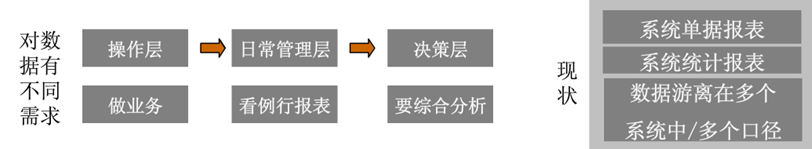 对数据有不同需求
操作层
日常管理层
决策层
做业务
看例行报表
要综合分析
现状
系统单据报表
系统统计报表
数据游离在多个
系统中/多个口径